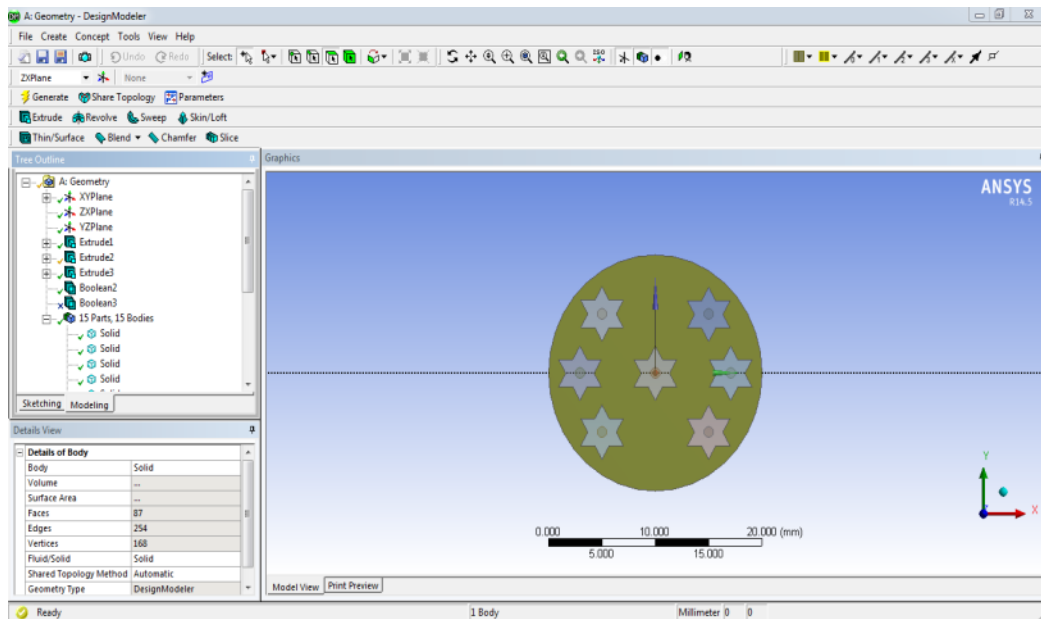 A: Geometry - DesignModeler
File Create Concept Tools View Help
Undo Redo Select: ISO
ZXPlane None
Generate Share Topology Parameters
Extrude Revolve Sweep Skin/Loft
Thin/Surface Blend Chamfer Slice
Tree Outline
A: Geometry
XYPlane
ZXPlane
YZPlane
Extrude1
Extrude2
Extrude3
Boolean2
Boolean3
15 Parts, 15 Bodies
Solid
Solid
Solid
Solid
Sketching Modeling
Details View
Details of Body
Body Solid
Volume ...
Surface Area ...
Faces 87
Edges 254
Vertices 168
Fluid/Solid Solid
Shared Topology Method Automatic
Geometry Type DesignModeler
Graphics
ANSYS
R14.5
Y
X
0.000 10.000 20.000 (mm)
5.000 15.000
Model View Print Preview
Ready 1 Body Millimeter 0 0